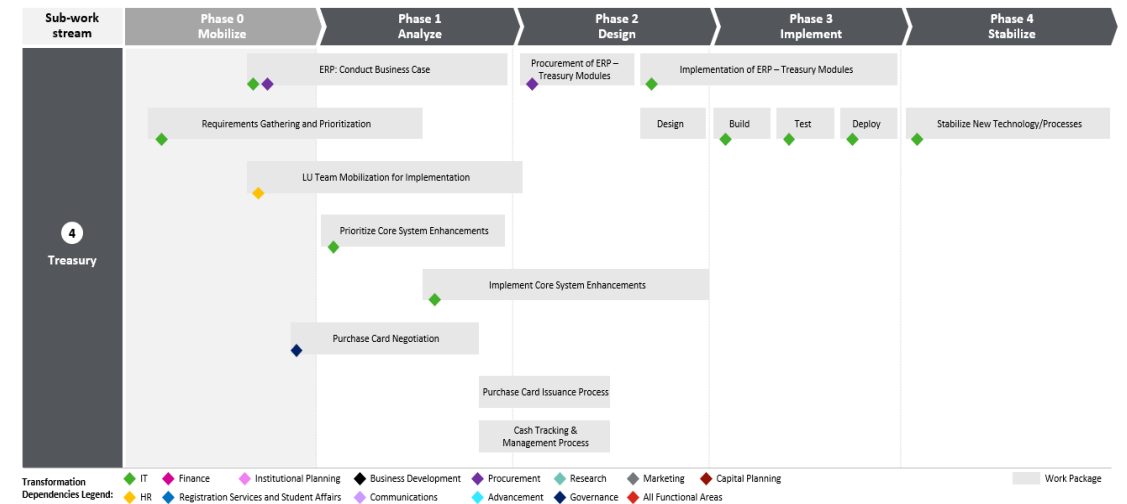 Sub-work
stream
Phase 0
Mobilize
Phase 1
Analyze
Phase 2
Design
Phase 3
Implement
Phase 4
Stabilize
4
Treasury
ERP: Conduct Business Case
Procurement of ERP –
Treasury Modules
Implementation of ERP – Treasury Modules
Requirements Gathering and Prioritization
Design
Build
Test
Deploy
Stabilize New Technology/Processes
LU Team Mobilization for Implementation
Prioritize Core System Enhancements
Implement Core System Enhancements
Purchase Card Negotiation
Purchase Card Issuance Process
Cash Tracking &
Management Process
Transformation
Dependencies Legend:
IT
Finance
Institutional Planning
Business Development
Procurement
Research
Marketing
Capital Planning
Work Package
HR
Registration Services and Student Affairs
Communications
Advancement
Governance
All Functional Areas